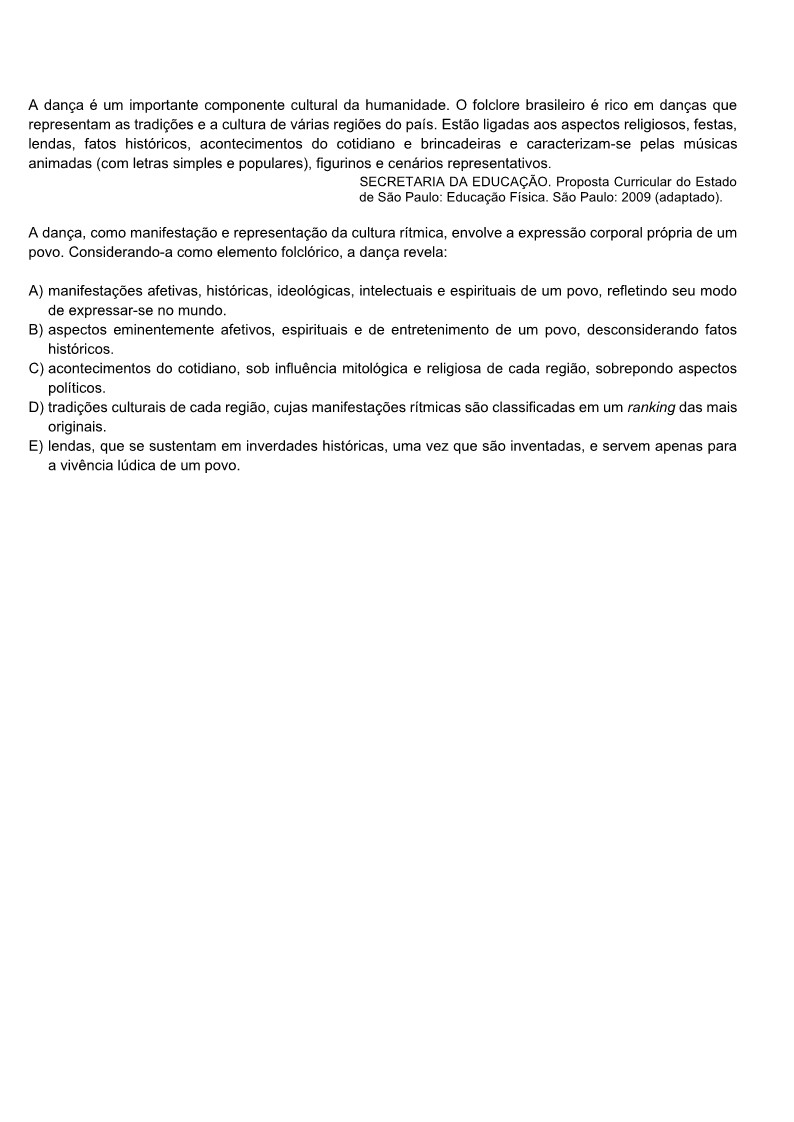 A dança é um importante componente cultural da humanidade. O folclore brasileiro é rico em danças que
representam as tradições e a cultura de várias regiões do país. Estão ligadas aos aspectos religiosos, festas,
lendas, fatos históricos, acontecimentos do cotidiano e brincadeiras e caracterizam-se pelas músicas
animadas (com letras simples e populares), figurinos e cenários representativos.
SECRETARIA DA EDUCAÇÃO. Proposta Curricular do Estado
de São Paulo: Educação Física. São Paulo: 2009 (adaptado).
A dança, como manifestação e representação da cultura rítmica, envolve a expressão corporal própria de um
povo. Considerando-a como elemento folclórico, a dança revela:
A) manifestações afetivas, históricas, ideológicas, intelectuais e espirituais de um povo, refletindo seu modo
de expressar-se no mundo.
B) aspectos eminentemente afetivos, espirituais e de entretenimento de um povo, desconsiderando fatos
históricos.
C) acontecimentos do cotidiano, sob influência mitológica e religiosa de cada região, sobrepondo aspectos
políticos.
D) tradições culturais de cada região, cujas manifestações rítmicas são classificadas em um ranking das mais
originais.
E) lendas, que se sustentam em inverdades históricas, uma vez que são inventadas, e servem apenas para
a vivência lúdica de um povo.